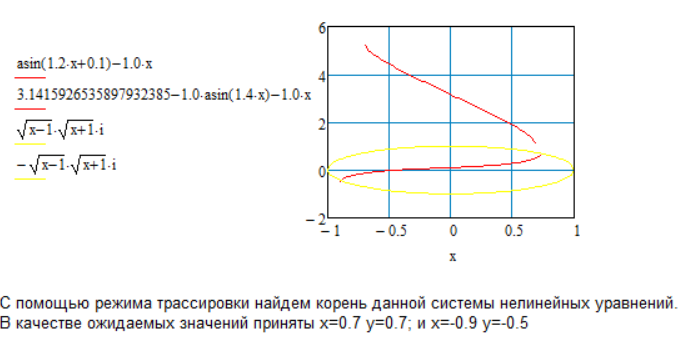 asin(1.2·x+0.1)−1.0·x
3.1415926535897932385−1.0·asin(1.4·x)−1.0·x
√x−1·√x+1·i
−√x−1·√x+1·i
6
4
2
0
−2
−1 −0.5 0 0.5 1
x
С помощью режима трассировки найдем корень данной системы нелинейных уравнений.
В качестве ожидаемых значений приняты x=0.7 y=0.7; и x=-0.9 y=-0.5